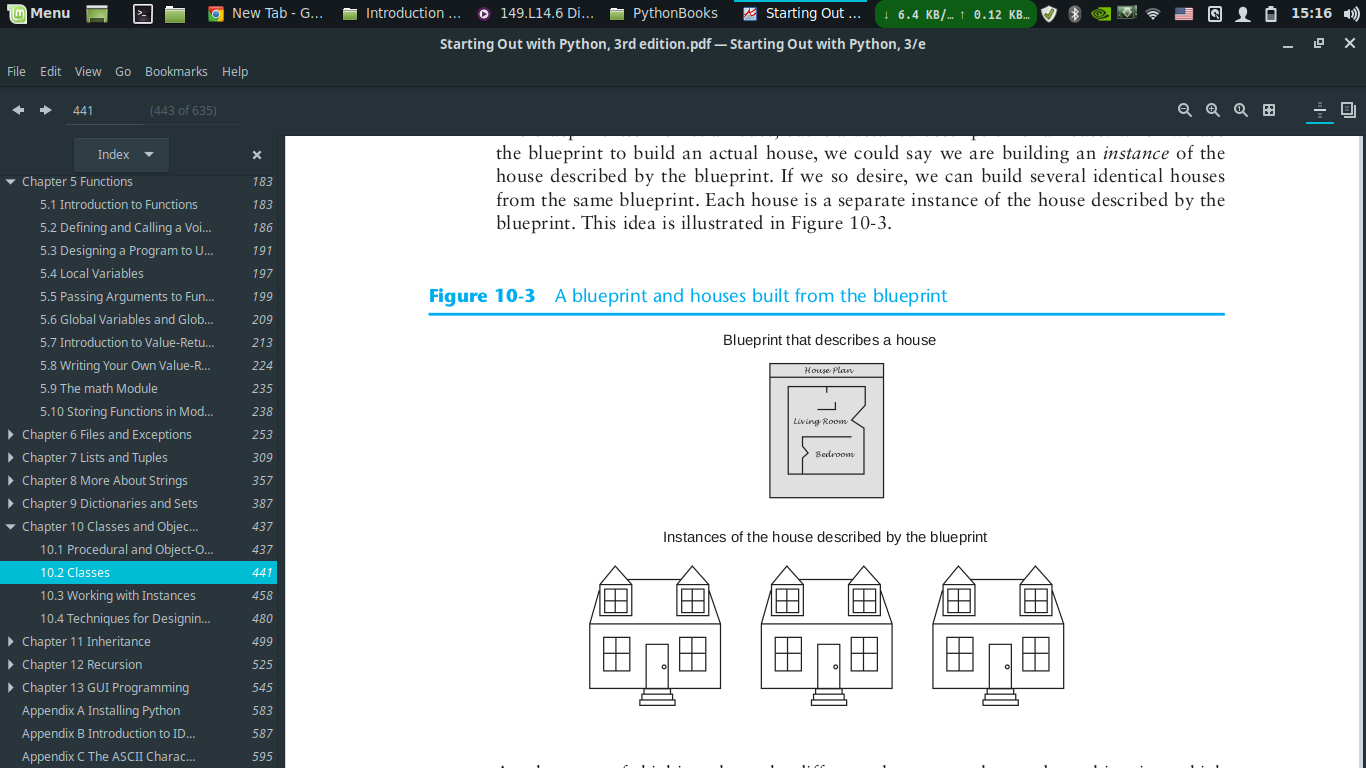 Menu
New Tab - G...
Introduction ...
149.L14.6 Di...
PythonBooks
Starting Out ...
↓ 6.4 KB/… ↑ 0.12 KB…
15:16
Starting Out with Python, 3rd edition.pdf — Starting Out with Python, 3/e
File Edit View Go Bookmarks Help
441 (443 of 635)
Index
Chapter 5 Functions 183
5.1 Introduction to Functions 183
5.2 Defining and Calling a Voi... 186
5.3 Designing a Program to U... 191
5.4 Local Variables 197
5.5 Passing Arguments to Fun... 199
5.6 Global Variables and Glob... 209
5.7 Introduction to Value-Retu... 213
5.8 Writing Your Own Value-R... 224
5.9 The math Module 235
5.10 Storing Functions in Mod... 238
Chapter 6 Files and Exceptions 253
Chapter 7 Lists and Tuples 309
Chapter 8 More About Strings 357
Chapter 9 Dictionaries and Sets 387
Chapter 10 Classes and Objec... 437
10.1 Procedural and Object-O... 437
10.2 Classes 441
10.3 Working with Instances 458
10.4 Techniques for Designin... 480
Chapter 11 Inheritance 499
Chapter 12 Recursion 525
Chapter 13 GUI Programming 545
Appendix A Installing Python 583
Appendix B Introduction to ID... 587
Appendix C The ASCII Charac... 595
the blueprint to build an actual house, we could say we are building an instance of the
house described by the blueprint. If we so desire, we can build several identical houses
from the same blueprint. Each house is a separate instance of the house described by the
blueprint. This idea is illustrated in Figure 10-3.
Figure 10-3 A blueprint and houses built from the blueprint
Blueprint that describes a house
House Plan
Living Room
Bedroom
Instances of the house described by the blueprint